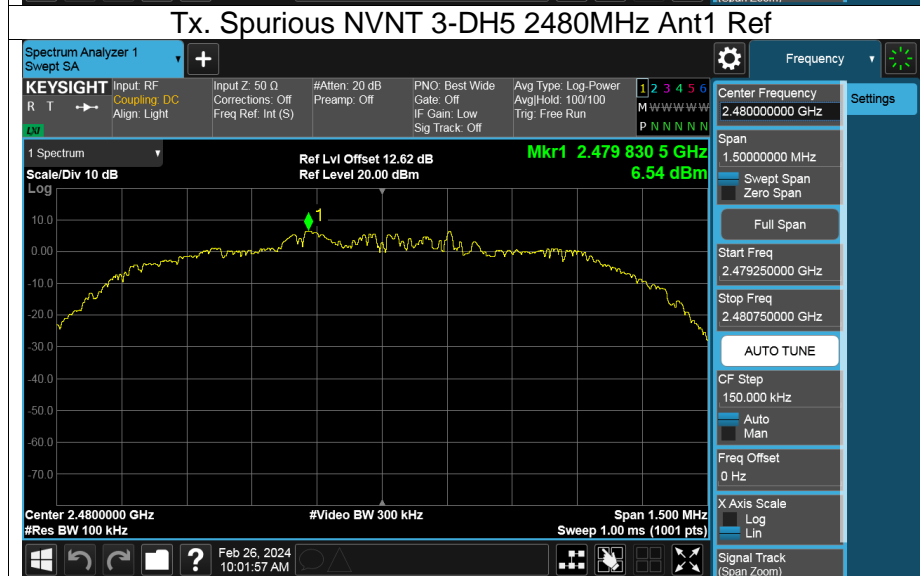 (Span Zoom)
Tx. Spurious NVNT 3-DH5 2480MHz Ant1 Ref
Spectrum Analyzer 1
Swept SA
Frequency
KEYSIGHT
R T
LXI
Input: RF
Coupling: DC
Align: Light
Input Z: 50 Ω
Corrections: Off
Freq Ref: Int (S)
#Atten: 20 dB
Preamp: Off
PNO: Best Wide
Gate: Off
IF Gain: Low
Sig Track: Off
Avg Type: Log-Power
Avg|Hold: 100/100
Trig: Free Run
1 2 3 4 5 6
M W W W W W
P N N N N N
Center Frequency
2.480000000 GHz
Settings
1 Spectrum
Scale/Div 10 dB
Ref Lvl Offset 12.62 dB
Ref Level 20.00 dBm
Mkr1 2.479 830 5 GHz
6.54 dBm
Log
10.0
0.00
-10.0
-20.0
-30.0
-40.0
-50.0
-60.0
-70.0
1
Span
1.50000000 MHz
Swept Span
Zero Span
Full Span
Start Freq
2.479250000 GHz
Stop Freq
2.480750000 GHz
AUTO TUNE
CF Step
150.000 kHz
Auto
Man
Freq Offset
0 Hz
X Axis Scale
Log
Lin
Signal Track
(Span Zoom)
Center 2.4800000 GHz
#Res BW 100 kHz
#Video BW 300 kHz
Span 1.500 MHz
Sweep 1.00 ms (1001 pts)
?
Feb 26, 2024
10:01:57 AM